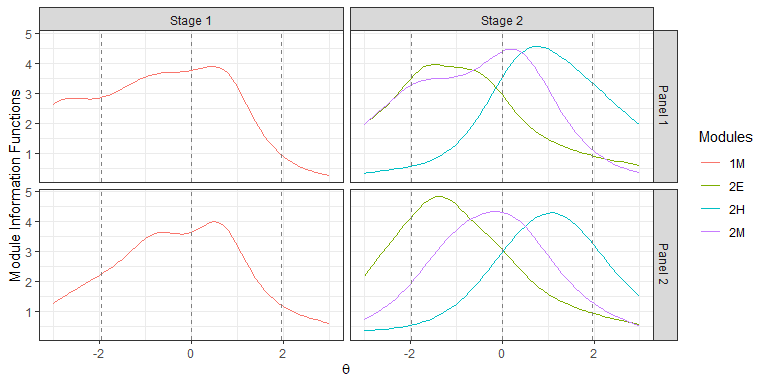 Stage 1
Stage 2
5
4
3
2
1
Panel 1
5
4
3
2
1
Panel 2
Module Information Functions
-2
0
2
-2
0
2
θ
Modules
1M
2E
2H
2M